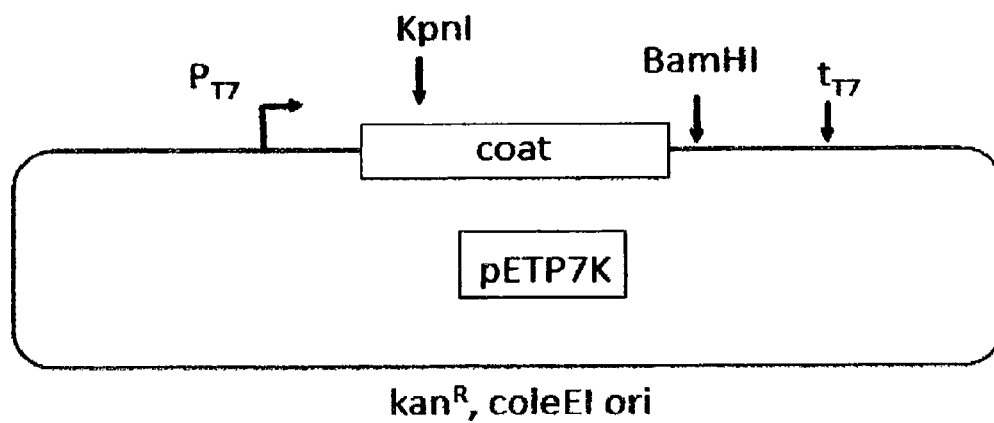 KpnI
BamHI
P_T7
t_T7
coat
pETP7K
kan^R, coleEI ori